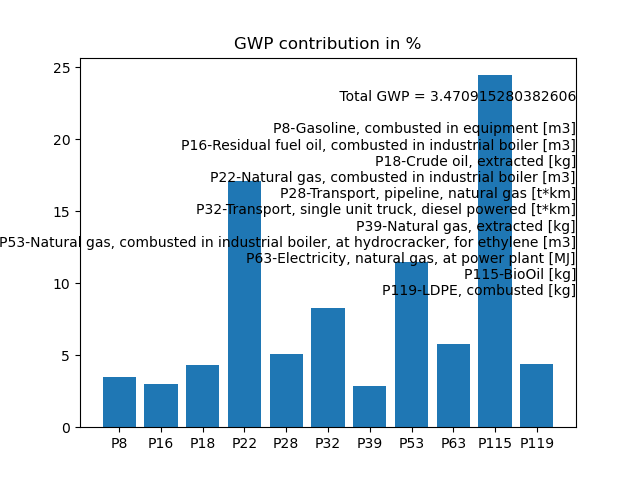 GWP contribution in %
25
20
15
10
5
0
Total GWP = 3.470915280382606
P8-Gasoline, combusted in equipment [m3]
P16-Residual fuel oil, combusted in industrial boiler [m3]
P18-Crude oil, extracted [kg]
P22-Natural gas, combusted in industrial boiler [m3]
P28-Transport, pipeline, natural gas [t*km]
P32-Transport, single unit truck, diesel powered [t*km]
P39-Natural gas, extracted [kg]
P53-Natural gas, combusted in industrial boiler, at hydrocracker, for ethylene [m3]
P63-Electricity, natural gas, at power plant [MJ]
P115-BioOil [kg]
P119-LDPE, combusted [kg]
P8 P16 P18 P22 P28 P32 P39 P53 P63 P115 P119